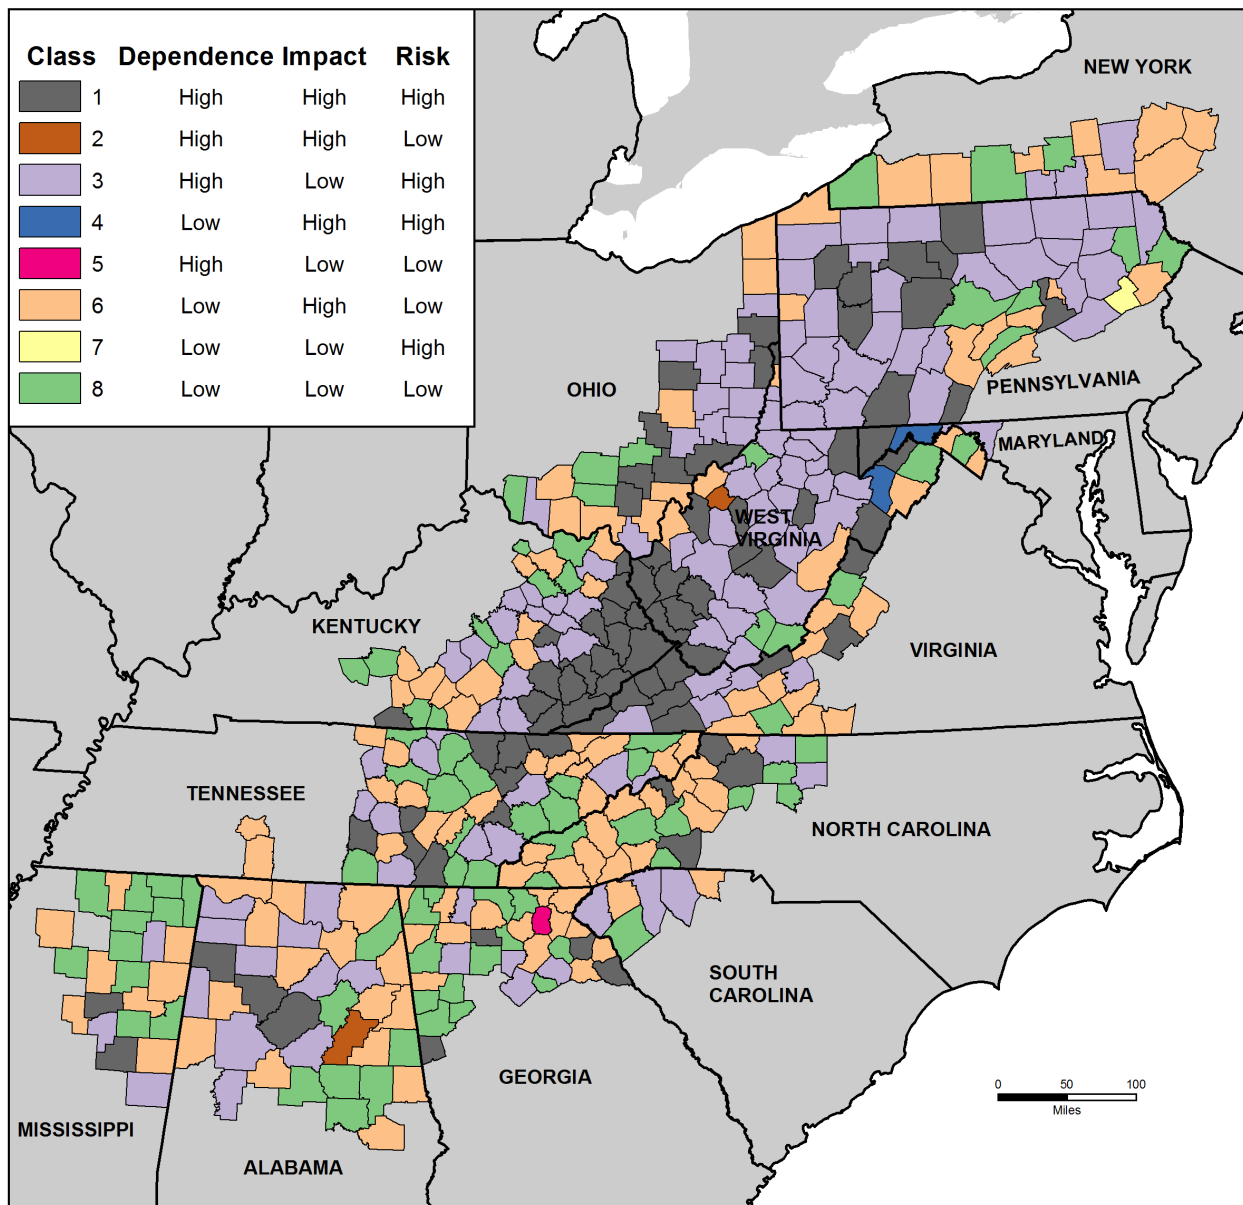 Class Dependence Impact Risk
1 High High High
2 High High Low
3 High Low High
4 Low High High
5 High Low Low
6 Low High Low
7 Low Low High
8 Low Low Low
NEW YORK
OHIO
PENNSYLVANIA
MARYLAND
WEST
VIRGINIA
KENTUCKY
VIRGINIA
TENNESSEE
NORTH CAROLINA
SOUTH
CAROLINA
GEORGIA
MISSISSIPPI
ALABAMA
0 50 100
Miles